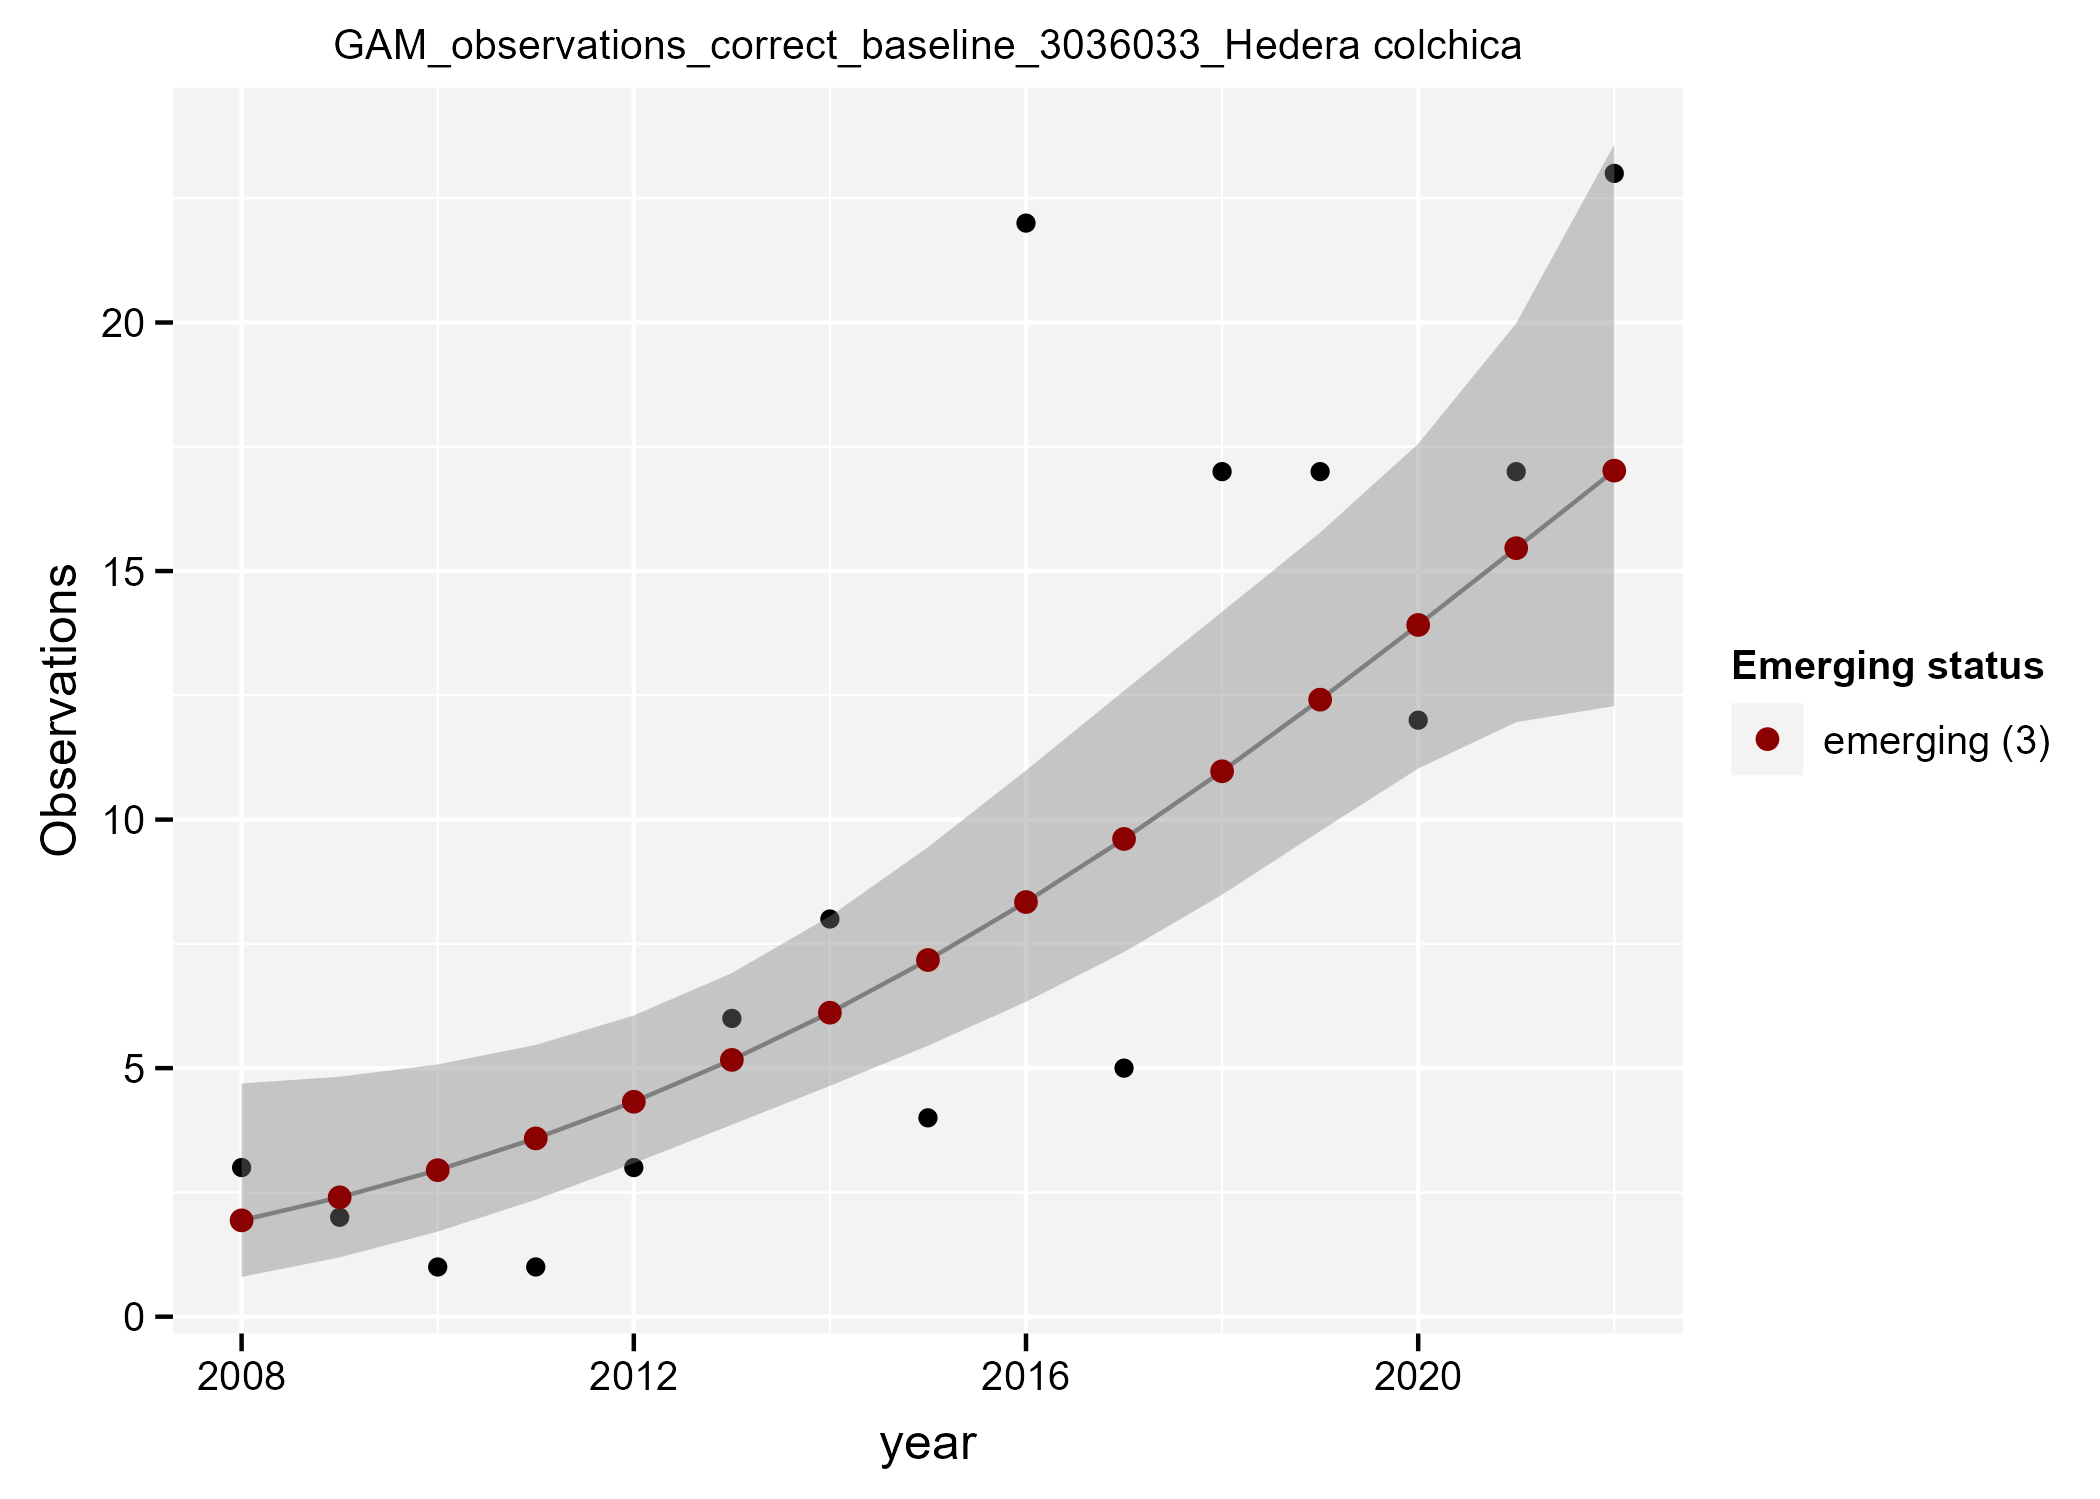 GAM_observations_correct_baseline_3036033_Hedera colchica
Observations
20
15
10
5
0
2008
2012
2016
2020
year
Emerging status
emerging (3)